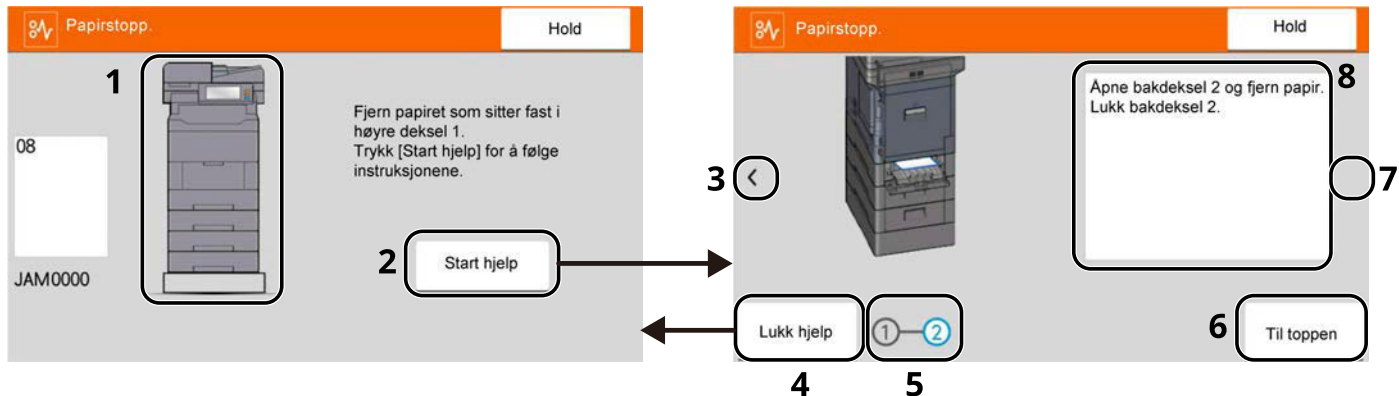 Papirstopp.
Hold
1
08
JAM0000
Fjern papiret som sitter fast i
høyre deksel 1.
Trykk [Start hjelp] for å følge
instruksjonene.
2
Start hjelp
Papirstopp.
Hold
8
Åpne bakdeksel 2 og fjern papir.
Lukk bakdeksel 2.
3
7
Lukk hjelp
1
2
6
Til toppen
4
5